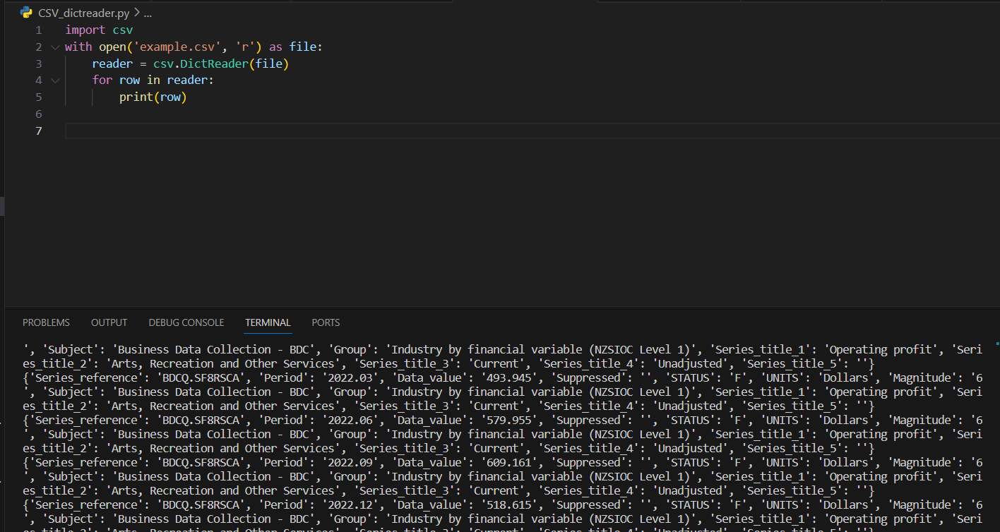 CSV_dictreader.py > ...
1 import csv
2 with open('example.csv', 'r') as file:
3     reader = csv.DictReader(file)
4     for row in reader:
5         print(row)
6
7
PROBLEMS OUTPUT DEBUG CONSOLE TERMINAL PORTS
', 'Subject': 'Business Data Collection - BDC', 'Group': 'Industry by financial variable (NZSIOC Level 1)', 'Series_title_1': 'Operating profit', 'Seri
es_title_2': 'Arts, Recreation and Other Services', 'Series_title_3': 'Current', 'Series_title_4': 'Unadjusted', 'Series_title_5': ''}
{'Series_reference': 'BDCQ.SF8RSCA', 'Period': '2022.03', 'Data_value': '493.945', 'Suppressed': '', 'STATUS': 'F', 'UNITS': 'Dollars', 'Magnitude': '6
', 'Subject': 'Business Data Collection - BDC', 'Group': 'Industry by financial variable (NZSIOC Level 1)', 'Series_title_1': 'Operating profit', 'Seri
es_title_2': 'Arts, Recreation and Other Services', 'Series_title_3': 'Current', 'Series_title_4': 'Unadjusted', 'Series_title_5': ''}
{'Series_reference': 'BDCQ.SF8RSCA', 'Period': '2022.06', 'Data_value': '579.955', 'Suppressed': '', 'STATUS': 'F', 'UNITS': 'Dollars', 'Magnitude': '6
', 'Subject': 'Business Data Collection - BDC', 'Group': 'Industry by financial variable (NZSIOC Level 1)', 'Series_title_1': 'Operating profit', 'Seri
es_title_2': 'Arts, Recreation and Other Services', 'Series_title_3': 'Current', 'Series_title_4': 'Unadjusted', 'Series_title_5': ''}
{'Series_reference': 'BDCQ.SF8RSCA', 'Period': '2022.09', 'Data_value': '609.161', 'Suppressed': '', 'STATUS': 'F', 'UNITS': 'Dollars', 'Magnitude': '6
', 'Subject': 'Business Data Collection - BDC', 'Group': 'Industry by financial variable (NZSIOC Level 1)', 'Series_title_1': 'Operating profit', 'Seri
es_title_2': 'Arts, Recreation and Other Services', 'Series_title_3': 'Current', 'Series_title_4': 'Unadjusted', 'Series_title_5': ''}
{'Series_reference': 'BDCQ.SF8RSCA', 'Period': '2022.12', 'Data_value': '518.615', 'Suppressed': '', 'STATUS': 'F', 'UNITS': 'Dollars', 'Magnitude': '6
', 'Subject': 'Business Data Collection - BDC', 'Group': 'Industry by financial variable (NZSIOC Level 1)', 'Series_title_1': 'Operating profit', 'Seri
es_title_2': 'Arts, Recreation and Other Services', 'Series_title_3': 'Current', 'Series_title_4': 'Unadjusted', 'Series_title_5': ''}